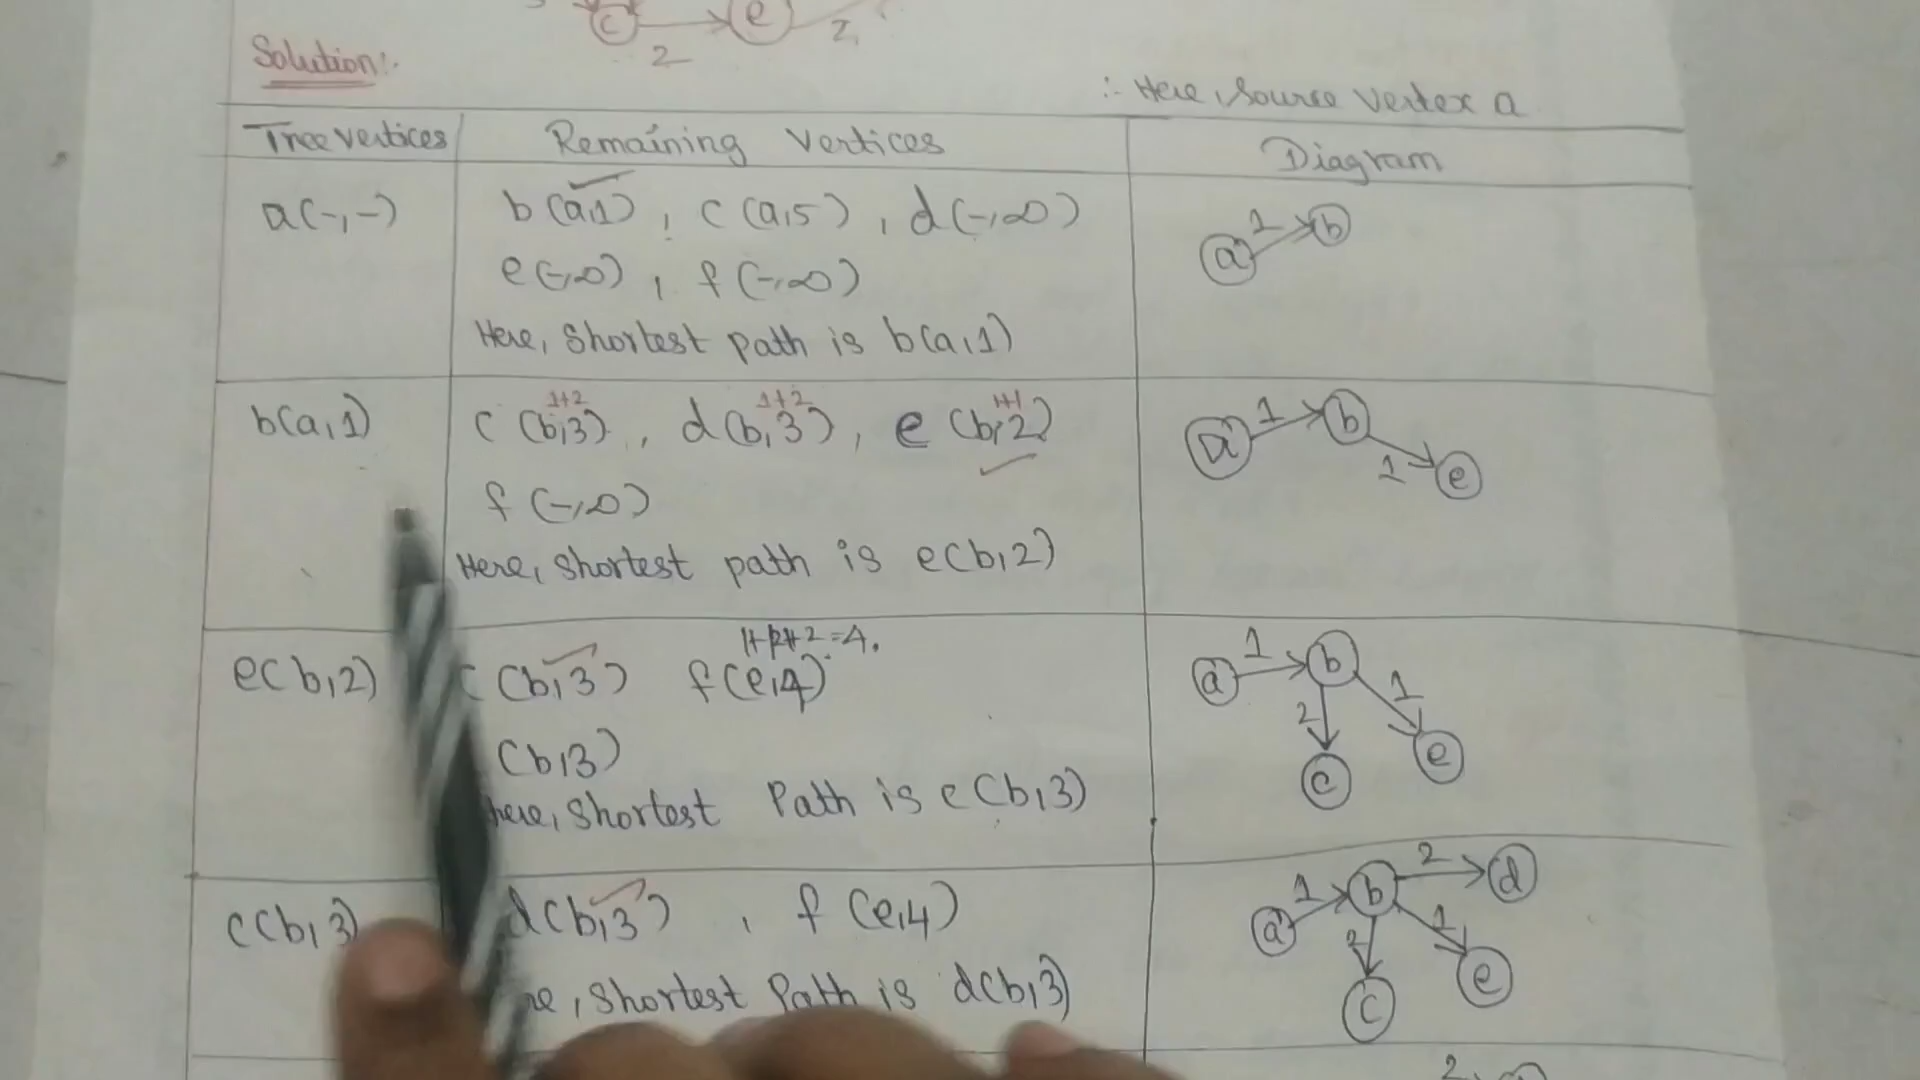 c e
2 2
Solution:-
:- Here, Source Vertex a
Tree Vertices Remaining Vertices Diagram
a(-,-) b(a,1) , c(a,5) , d(-,∞)
e(-,∞) , f(-,∞)
Here, Shortest path is b(a,1)
a 1 b
1+2 1+2 1+1
b(a,1) c(b,3) , d(b,3) , e(b,2)
f(-,∞)
Here, Shortest path is e(b,2)
a 1 b
1 e
1+1+2=4.
e(b,2) c(b,3) f(e,4)
(b,3)
here, Shortest Path is c(b,3)
a 1 b
2 1
c e
c(b,3) d(b,3) , f(e,4)
, Shortest Path is d(b,3)
a 1 b 2 d
2 1
c e
2